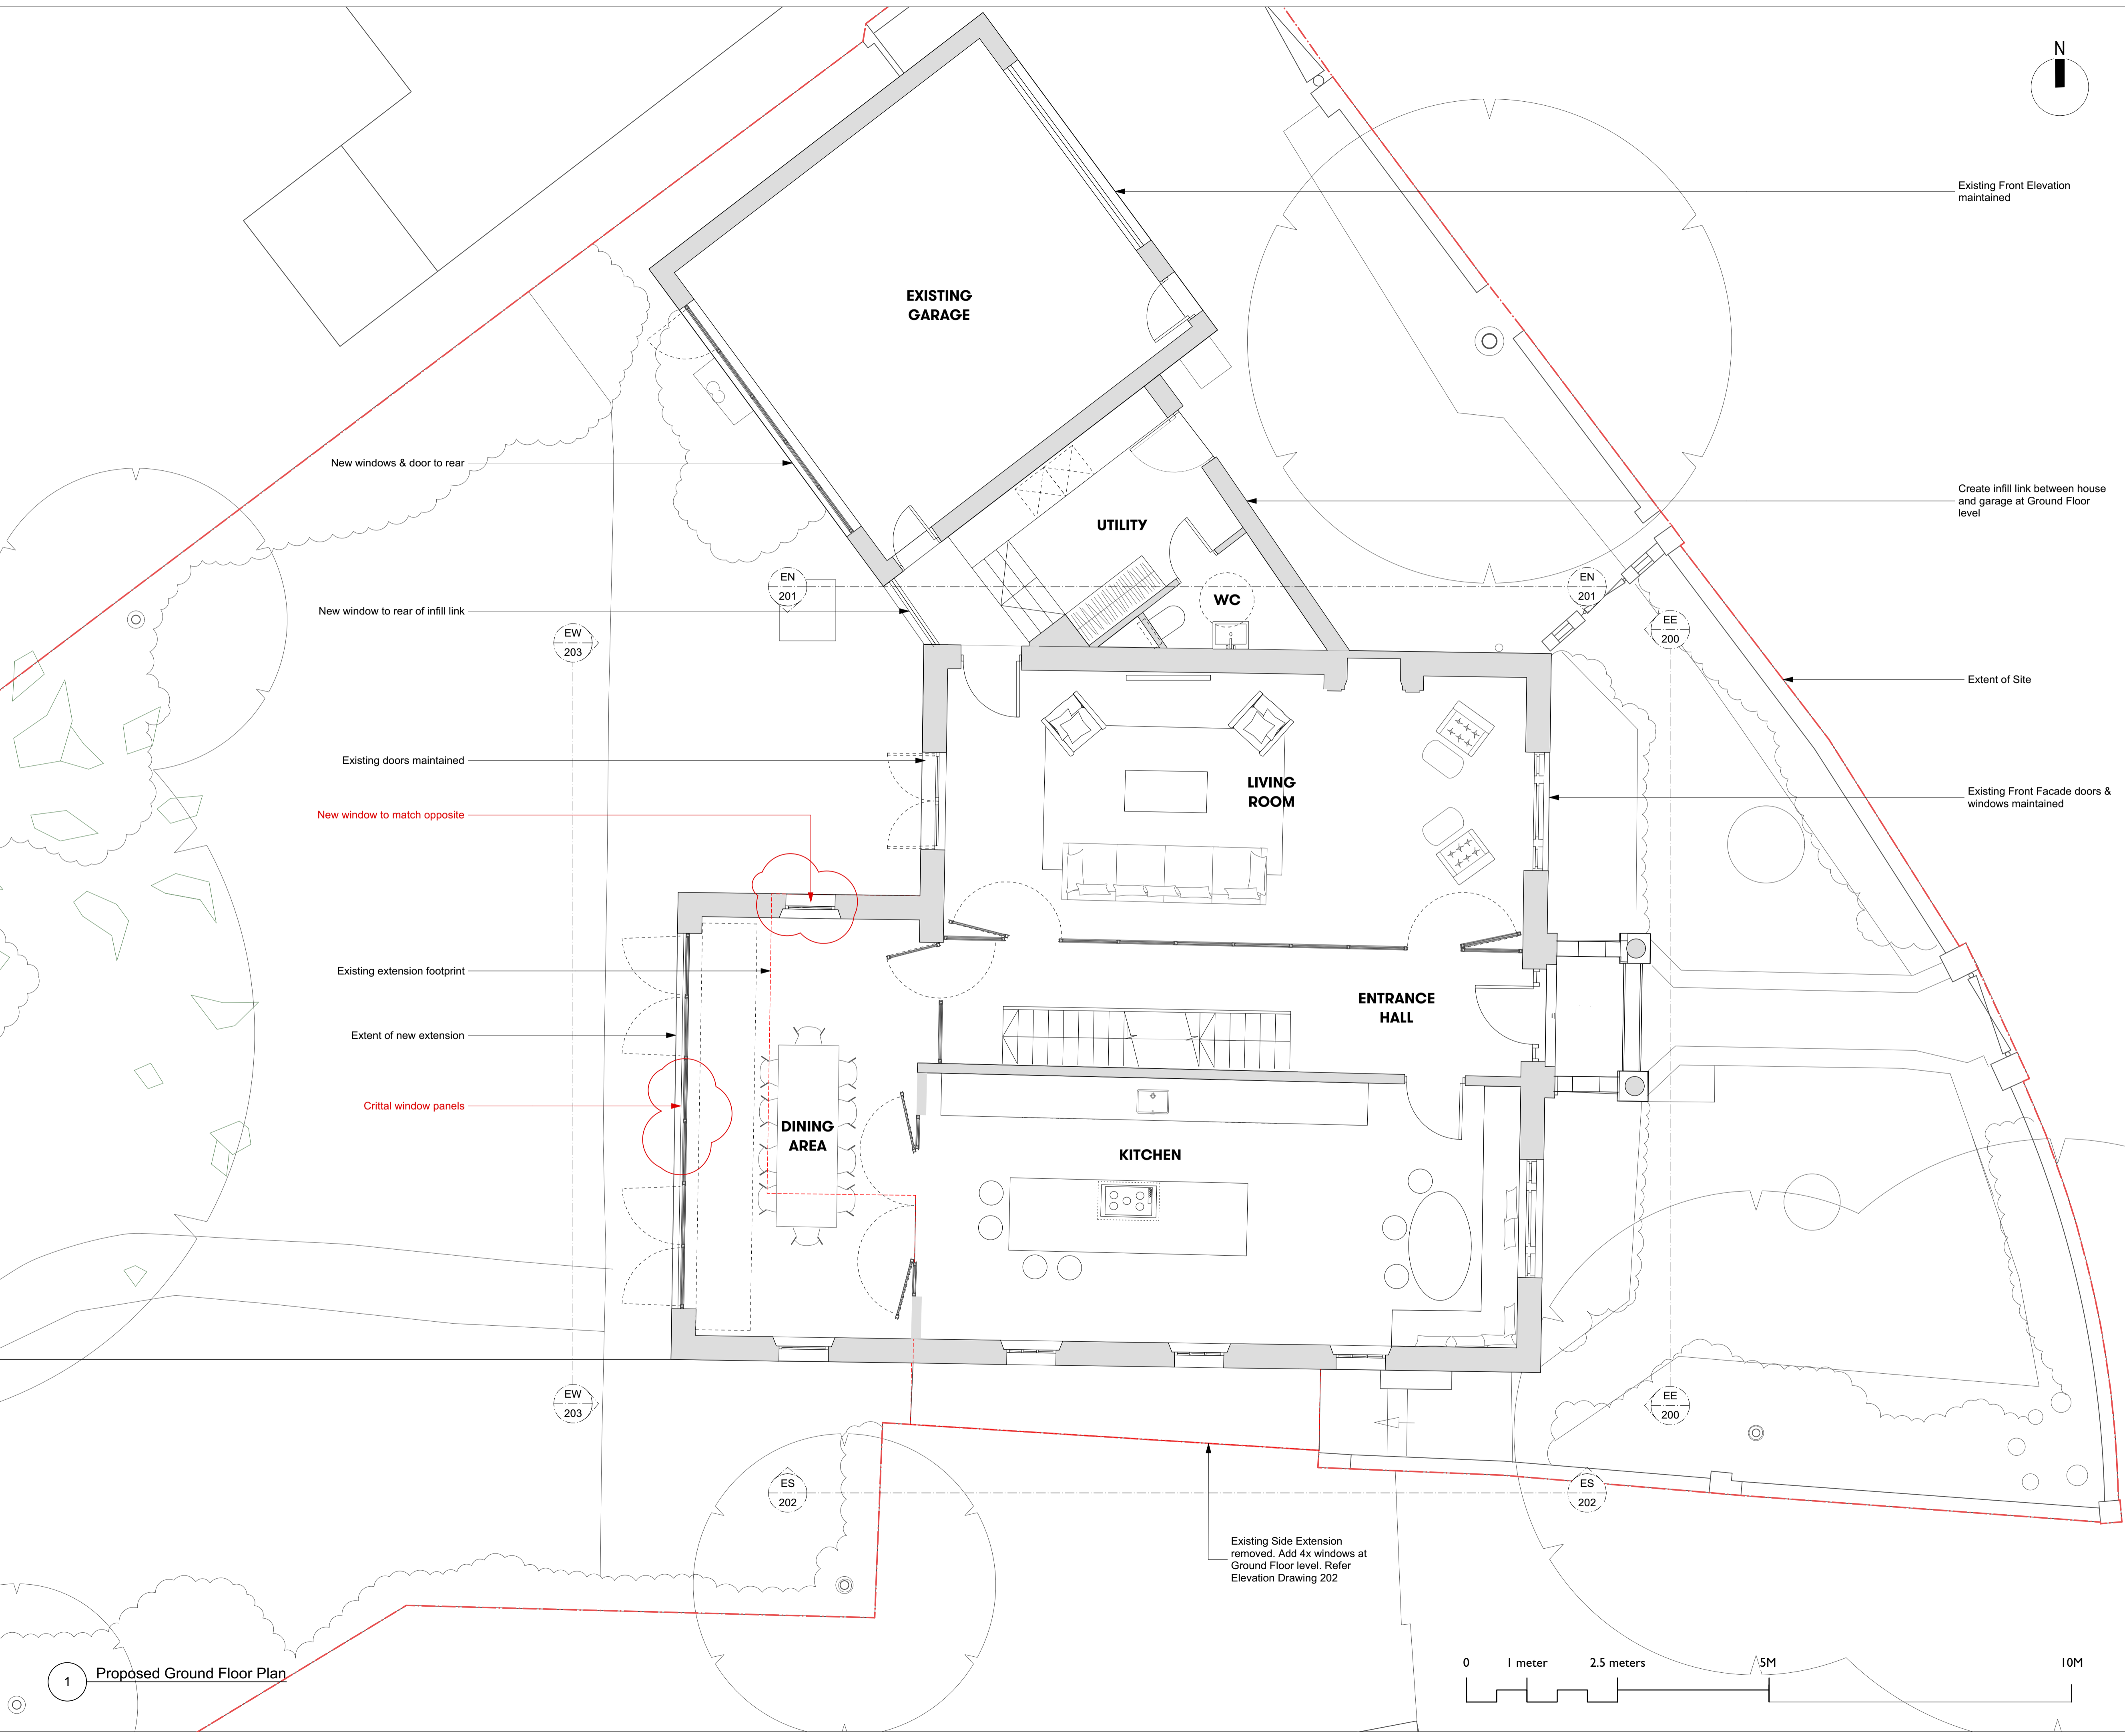 N
Existing Front Elevation
maintained
EXISTING
GARAGE
New windows & door to rear
Create infill link between house
and garage at Ground Floor
level
UTILITY
EN
201
EN
201
WC
New window to rear of infill link
EW
203
EE
200
Extent of Site
Existing doors maintained
LIVING
ROOM
Existing Front Facade doors &
windows maintained
New window to match opposite
Existing extension footprint
ENTRANCE
HALL
Extent of new extension
Crittal window panels
DINING
AREA
KITCHEN
EW
203
EE
200
ES
202
ES
202
Existing Side Extension
removed. Add 4x windows at
Ground Floor level. Refer
Elevation Drawing 202
1
Proposed Ground Floor Plan
0 1 meter 2.5 meters 5M 10M